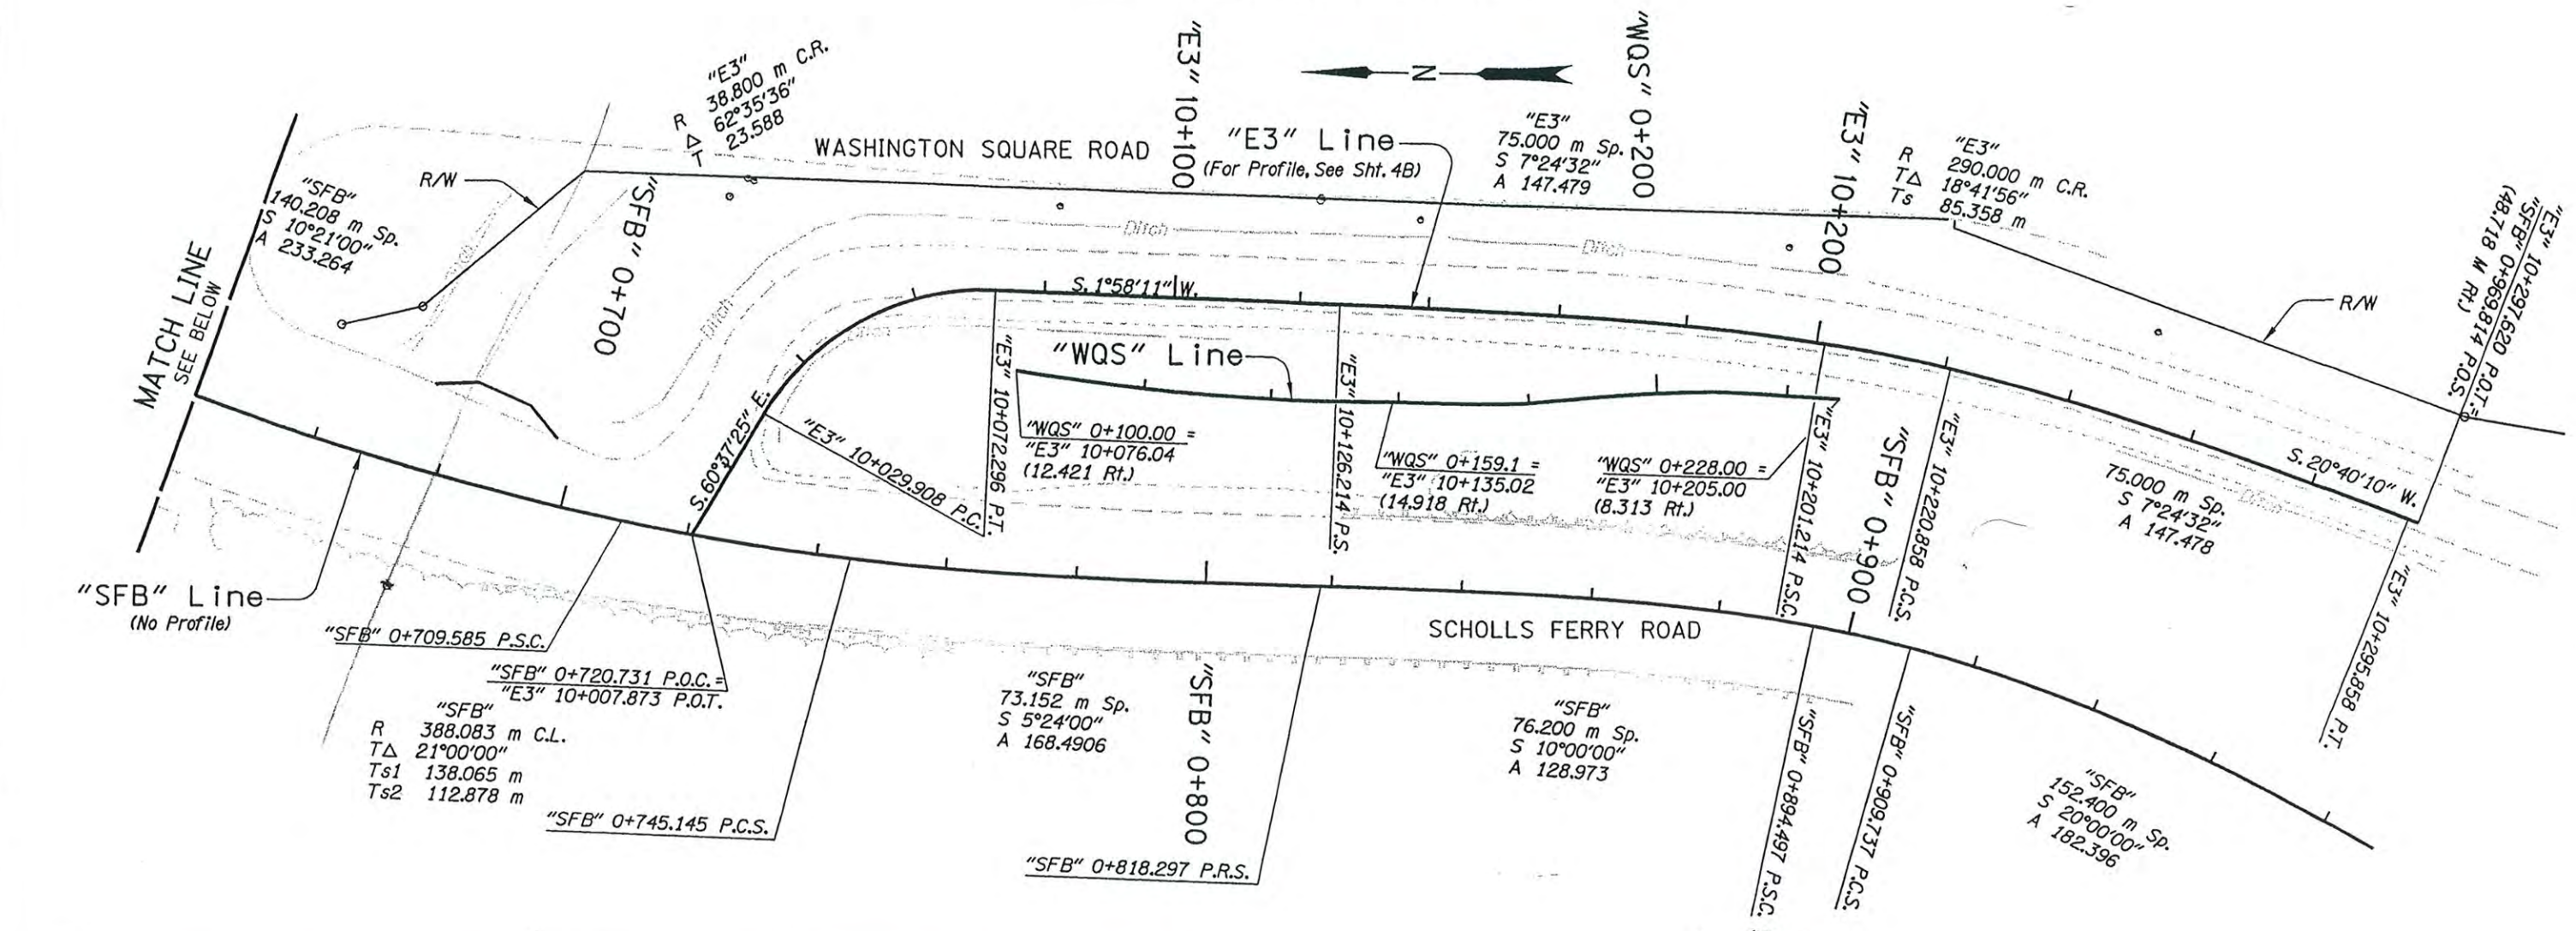 "E3"
R 38.800 m C.R.
Δ 62°35'36"
T 23.588
WASHINGTON SQUARE ROAD
"E3" 10+100
N
"E3" Line
(For Profile, See Sht. 4B)
"E3"
75.000 m Sp.
S 7°24'32"
A 147.479
"WQS" 0+200
"E3" 10+200
"E3"
R 290.000 m C.R.
TΔ 18°41'56"
Ts 85.358 m
"E3" 10+297.620 P.O.T.=
"SFB" 0+969.814 P.O.S.
(48.718 M Rt.)
R/W
"SFB"
140.208 m Sp.
S 10°21'00"
A 233.264
MATCH LINE
SEE BELOW
R/W
"SFB" 0+700
Ditch
Ditch
Ditch
Ditch
S. 1°58'11" W.
"WQS" Line
S. 60°37'25" E.
"E3" 10+029.908 P.C.
"E3" 10+072.296 P.T.
"WQS" 0+100.00 =
"E3" 10+076.04
(12.421 Rt.)
"E3" 10+126.214 P.S.
"WQS" 0+159.1 =
"E3" 10+135.02
(14.918 Rt.)
"WQS" 0+228.00 =
"E3" 10+205.00
(8.313 Rt.)
"E3" 10+201.214 P.S.C.
"SFB" 0+900
"E3" 10+220.858 P.C.S.
75.000 m Sp.
S 7°24'32"
A 147.478
S. 20°40'10" W.
Ditch
"E3" 10+295.858 P.T.
"SFB" Line
(No Profile)
"SFB" 0+709.585 P.S.C.
"SFB" 0+720.731 P.O.C.=
"E3" 10+007.873 P.O.T.
"SFB"
R 388.083 m C.L.
TΔ 21°00'00"
Ts1 138.065 m
Ts2 112.878 m
"SFB" 0+745.145 P.C.S.
"SFB"
73.152 m Sp.
S 5°24'00"
A 168.4906
"SFB" 0+800
"SFB" 0+818.297 P.R.S.
SCHOLLS FERRY ROAD
"SFB"
76.200 m Sp.
S 10°00'00"
A 128.973
"SFB" 0+894.497 P.S.C.
"SFB" 0+909.737 P.C.S.
"SFB"
152.400 m Sp.
S 20°00'00"
A 182.396